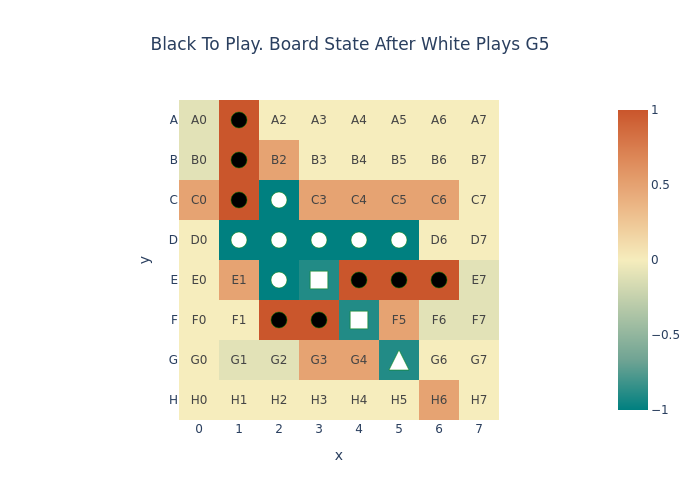 Black To Play. Board State After White Plays G5
A A0 A2 A3 A4 A5 A6 A7
B B0 B2 B3 B4 B5 B6 B7
C C0 C3 C4 C5 C6 C7
D D0 D6 D7
E E0 E1 E7
F F0 F1 F5 F6 F7
G G0 G1 G2 G3 G4 G6 G7
H H0 H1 H2 H3 H4 H5 H6 H7
0 1 2 3 4 5 6 7
x
y
1
0.5
0
−0.5
−1